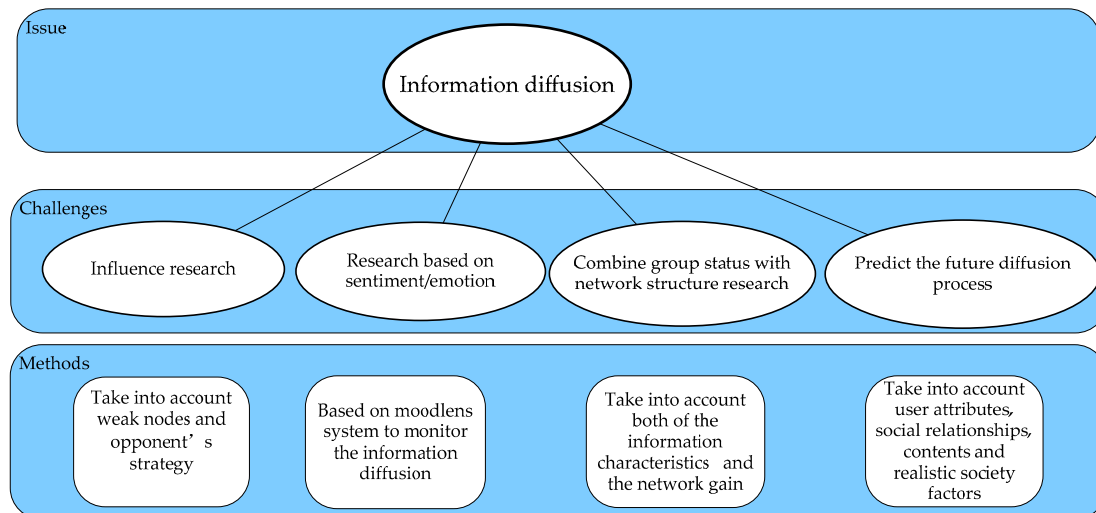 Issue
Information diffusion
Challenges
Influence research
Research based on
sentiment/emotion
Combine group status with
network structure research
Predict the future diffusion
process
Methods
Take into account
weak nodes and
opponent’s
strategy
Based on moodlens
system to monitor
the information
diffusion
Take into account
both of the
information
characteristics and
the network gain
Take into account
user attributes,
social relationships,
contents and
realistic society
factors